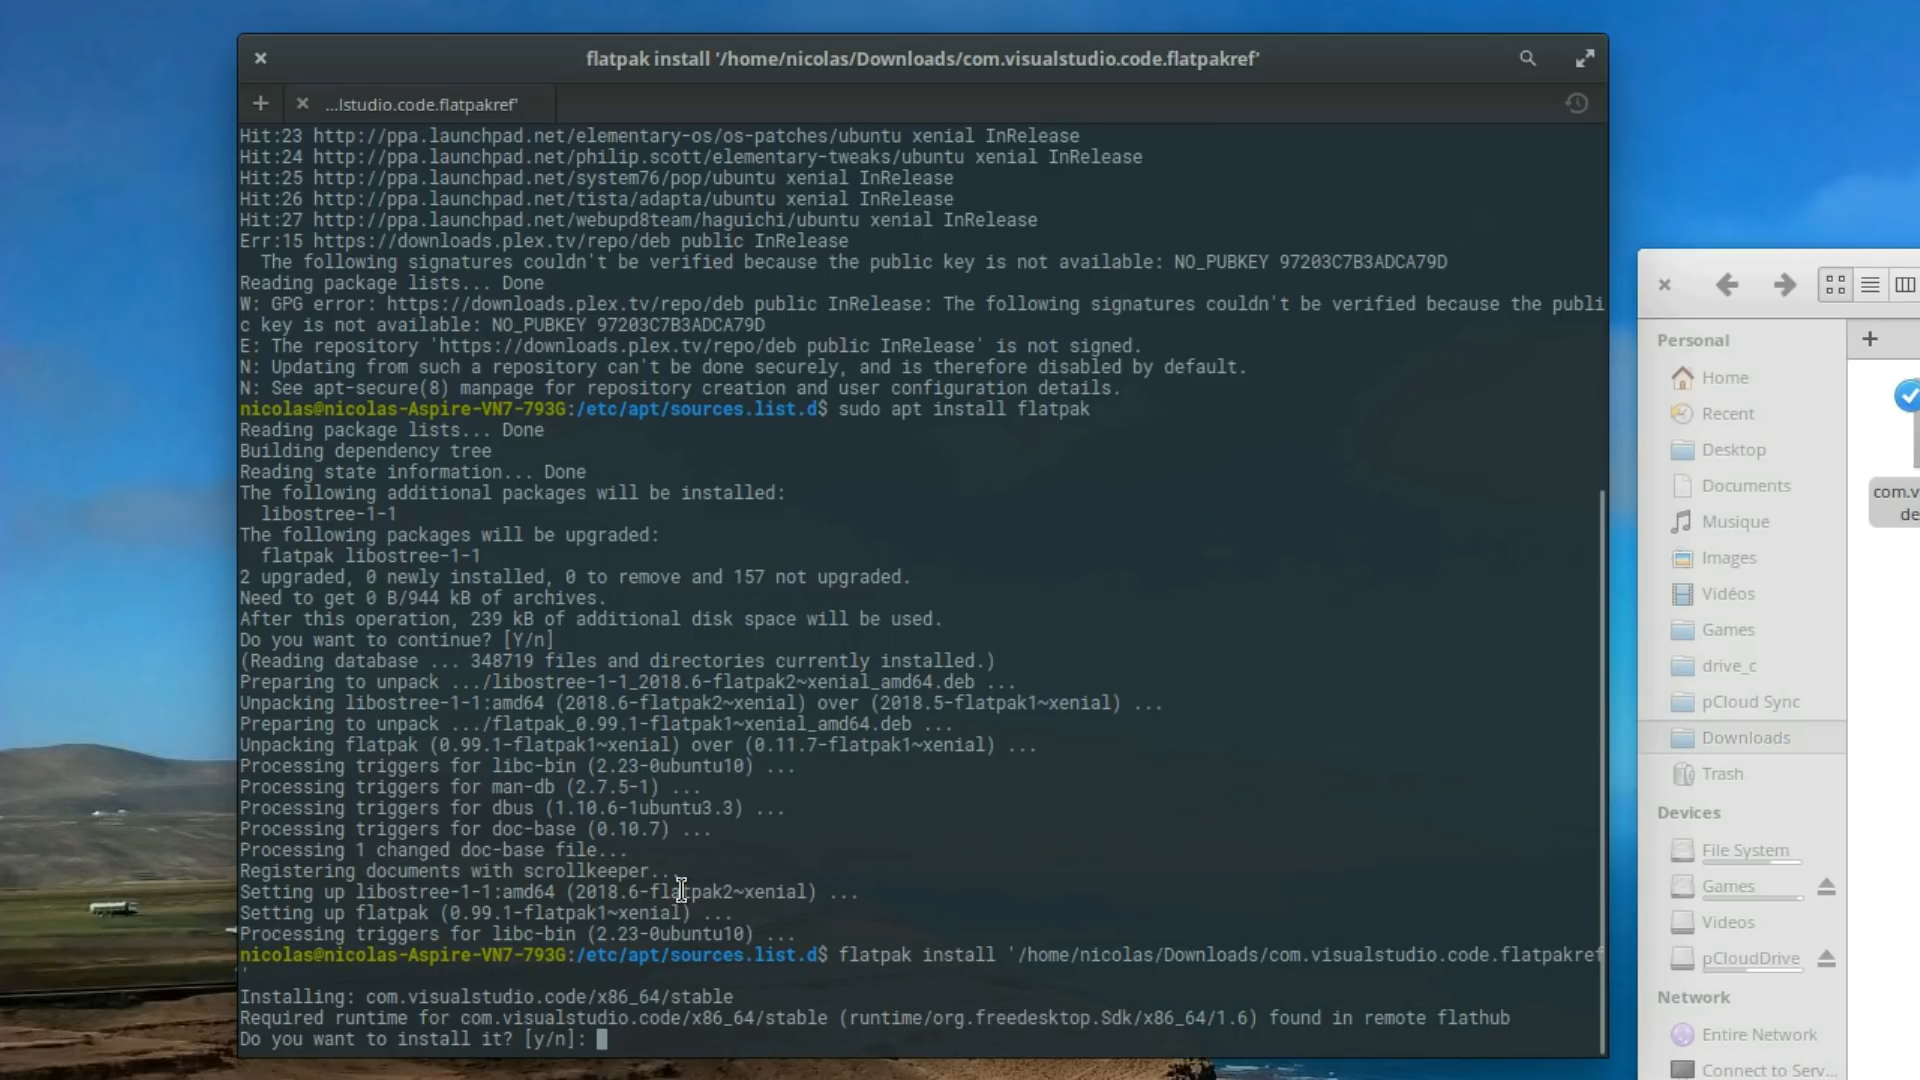 flatpak install '/home/nicolas/Downloads/com.visualstudio.code.flatpakref'
...lstudio.code.flatpakref'
Hit:23 http://ppa.launchpad.net/elementary-os/os-patches/ubuntu xenial InRelease
Hit:24 http://ppa.launchpad.net/philip.scott/elementary-tweaks/ubuntu xenial InRelease
Hit:25 http://ppa.launchpad.net/system76/pop/ubuntu xenial InRelease
Hit:26 http://ppa.launchpad.net/tista/adapta/ubuntu xenial InRelease
Hit:27 http://ppa.launchpad.net/webupd8team/haguichi/ubuntu xenial InRelease
Err:15 https://downloads.plex.tv/repo/deb public InRelease
The following signatures couldn't be verified because the public key is not available: NO_PUBKEY 97203C7B3ADCA79D
Reading package lists... Done
W: GPG error: https://downloads.plex.tv/repo/deb public InRelease: The following signatures couldn't be verified because the publi
c key is not available: NO_PUBKEY 97203C7B3ADCA79D
E: The repository 'https://downloads.plex.tv/repo/deb public InRelease' is not signed.
N: Updating from such a repository can't be done securely, and is therefore disabled by default.
N: See apt-secure(8) manpage for repository creation and user configuration details.
nicolas@nicolas-Aspire-VN7-793G:/etc/apt/sources.list.d$ sudo apt install flatpak
Reading package lists... Done
Building dependency tree
Reading state information... Done
The following additional packages will be installed:
libostree-1-1
The following packages will be upgraded:
flatpak libostree-1-1
2 upgraded, 0 newly installed, 0 to remove and 157 not upgraded.
Need to get 0 B/944 kB of archives.
After this operation, 239 kB of additional disk space will be used.
Do you want to continue? [Y/n]
(Reading database ... 348719 files and directories currently installed.)
Preparing to unpack .../libostree-1-1_2018.6-flatpak2~xenial_amd64.deb ...
Unpacking libostree-1-1:amd64 (2018.6-flatpak2~xenial) over (2018.5-flatpak1~xenial) ...
Preparing to unpack .../flatpak_0.99.1-flatpak1~xenial_amd64.deb ...
Unpacking flatpak (0.99.1-flatpak1~xenial) over (0.11.7-flatpak1~xenial) ...
Processing triggers for libc-bin (2.23-0ubuntu10) ...
Processing triggers for man-db (2.7.5-1) ...
Processing triggers for dbus (1.10.6-1ubuntu3.3) ...
Processing triggers for doc-base (0.10.7) ...
Processing 1 changed doc-base file...
Registering documents with scrollkeeper...
Setting up libostree-1-1:amd64 (2018.6-flatpak2~xenial) ...
Setting up flatpak (0.99.1-flatpak1~xenial) ...
Processing triggers for libc-bin (2.23-0ubuntu10) ...
nicolas@nicolas-Aspire-VN7-793G:/etc/apt/sources.list.d$ flatpak install '/home/nicolas/Downloads/com.visualstudio.code.flatpakref
'
Installing: com.visualstudio.code/x86_64/stable
Required runtime for com.visualstudio.code/x86_64/stable (runtime/org.freedesktop.Sdk/x86_64/1.6) found in remote flathub
Do you want to install it? [y/n]:
Personal
Home
Recent
Desktop
Documents
Musique
Images
Vidéos
Games
drive_c
pCloud Sync
Downloads
Trash
Devices
File System
Games
Videos
pCloudDrive
Network
Entire Network
Connect to Serv...
com.v
de